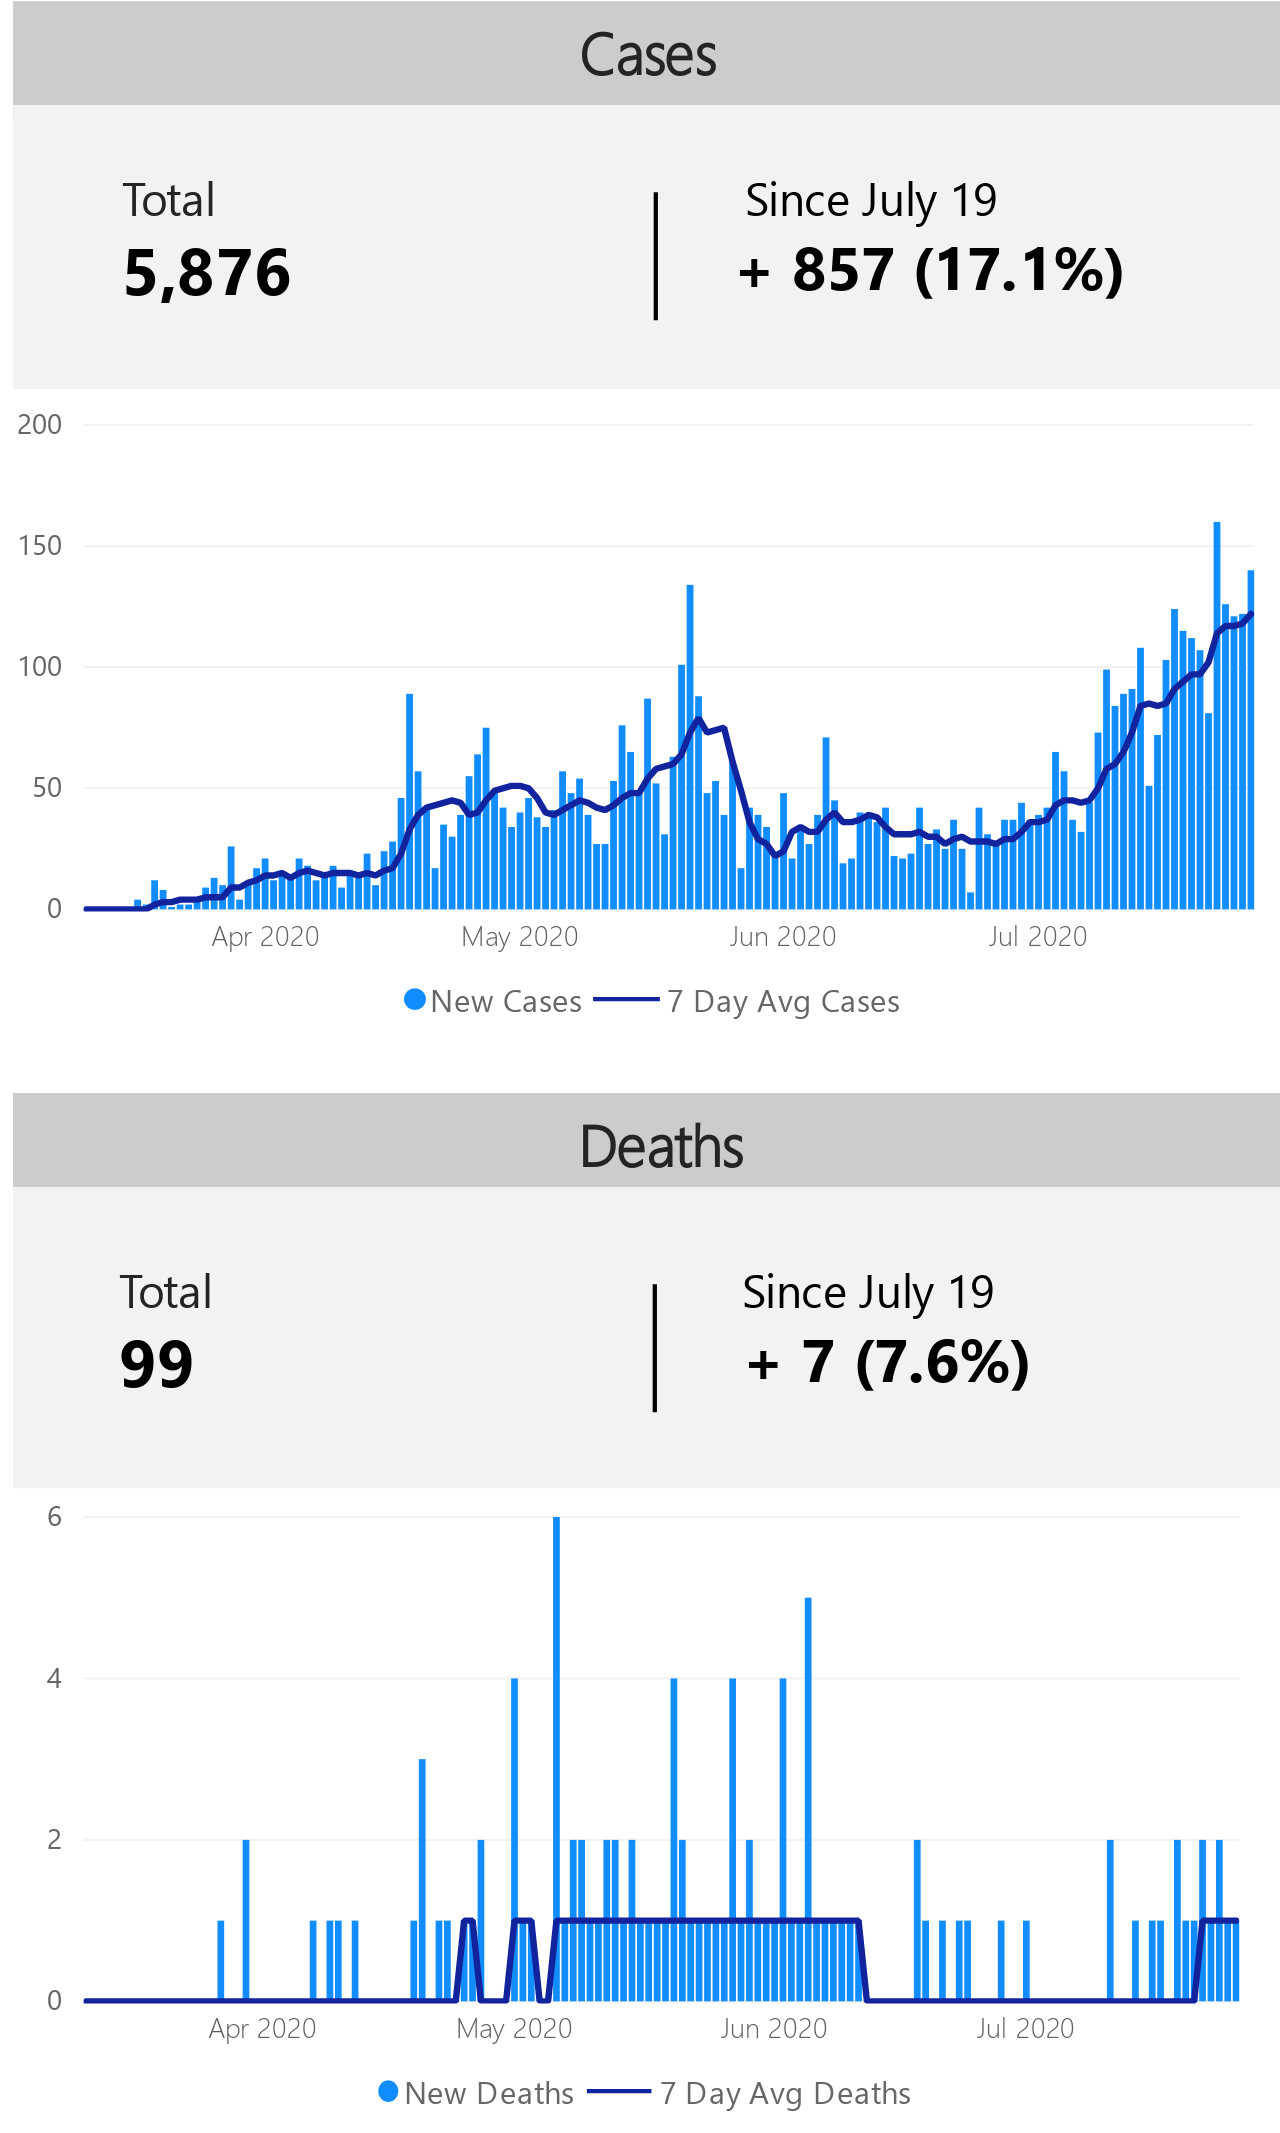 Cases
Total
Since July 19
5,876
+ 857 (17.1%)
200
150
100
50
0
Apr 2020
May 2020
Jun 2020
Jul 2020
New Cases
7 Day Avg Cases
Deaths
Total
Since July 19
99
+ 7 (7.6%)
6
4
2
0
Apr 2020
May 2020
Jun 2020
Jul 2020
New Deaths
7 Day Avg Deaths